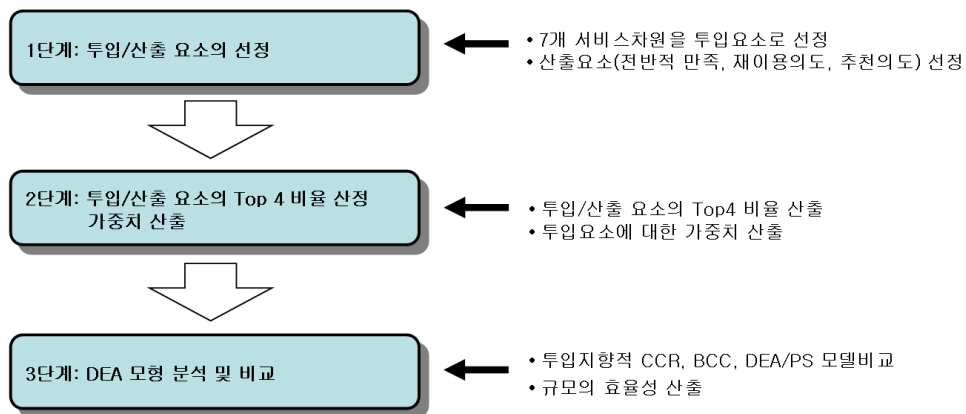 1단계: 투입/산출 요소의 선정
• 7개 서비스차원을 투입요소로 선정
• 산출요소(전반적 만족, 재이용의도, 추천의도) 선정
2단계: 투입/산출 요소의 Top 4 비율 산정
가중치 산출
• 투입/산출 요소의 Top4 비율 산출
• 투입요소에 대한 가중치 산출
3단계: DEA 모형 분석 및 비교
• 투입지향적 CCR, BCC, DEA/PS 모델비교
• 규모의 효율성 산출